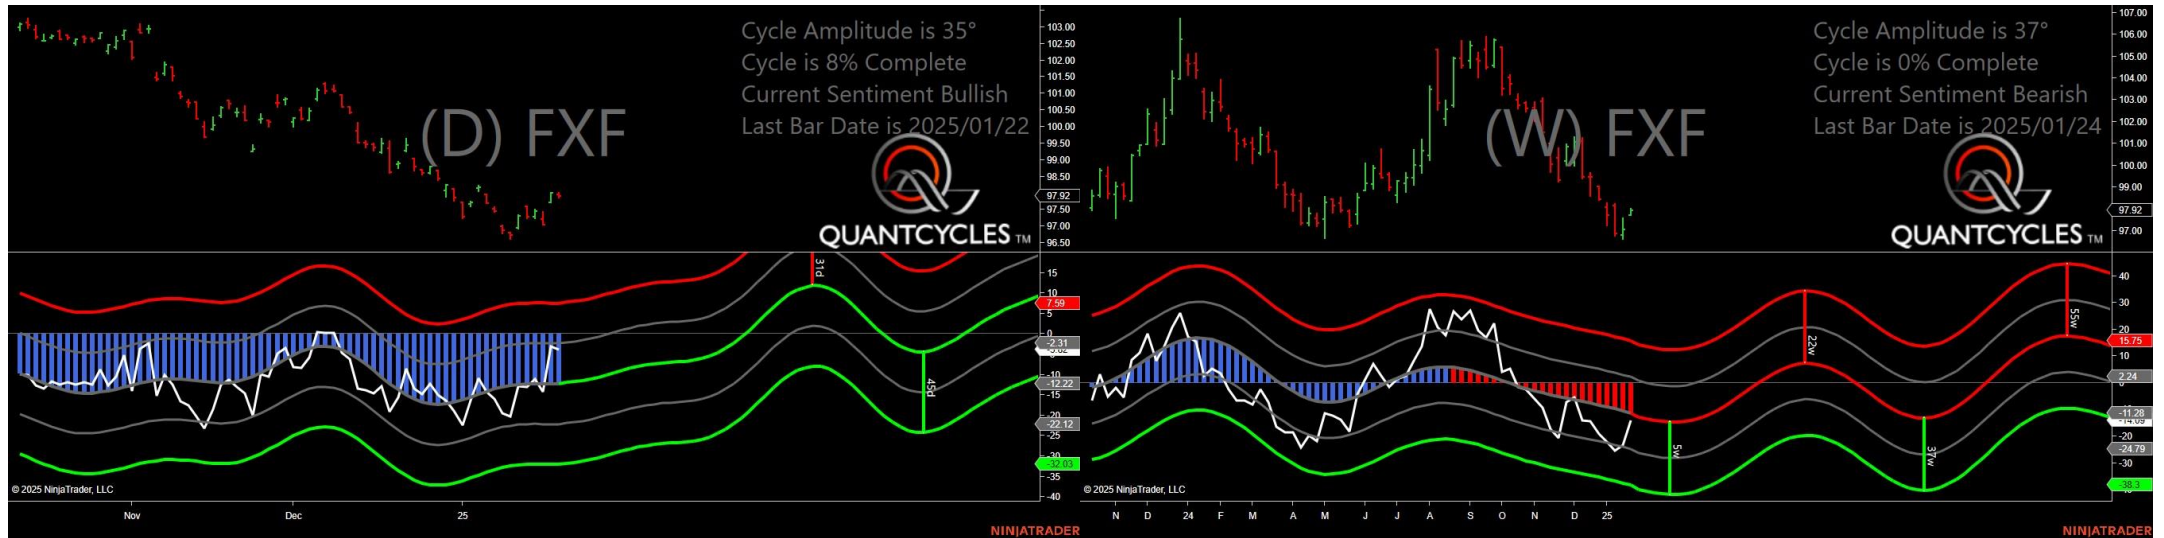 Cycle Amplitude is 35°
Cycle is 8% Complete
Current Sentiment Bullish
Last Bar Date is 2025/01/22
(D) FXF
QUANTCYCLES TM
103.00
102.50
102.00
101.50
101.00
100.50
100.00
99.50
99.00
98.50
97.92
97.50
97.00
96.50
31d
45d
15
10
7.59
5
0
-2.31
-10
-12.22
-15
-20
-22.12
-25
-30
-32.03
-35
-40
© 2025 NinjaTrader, LLC
Nov
Dec
25
NINJATRADER
Cycle Amplitude is 37°
Cycle is 0% Complete
Current Sentiment Bearish
Last Bar Date is 2025/01/24
(W) FXF
QUANTCYCLES TM
107.00
106.00
105.00
104.00
103.00
102.00
101.00
100.00
99.00
97.92
97.00
5w
22w
37w
55w
40
30
20
15.75
10
2.24
0
-11.28
-14.09
-20
-24.79
-30
-38.3
© 2025 NinjaTrader, LLC
N D 24 F M A M J J A S O N D 25
NINJATRADER